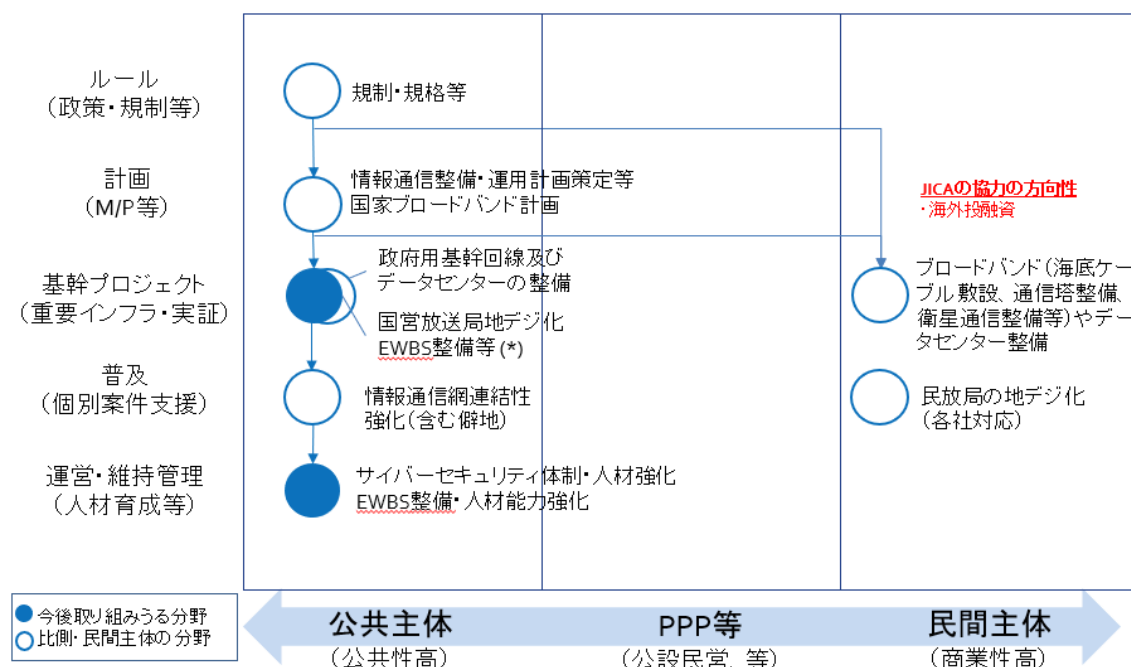 ルール
(政策・規制等)
規制・規格等
計画
(M/P等)
情報通信整備・運用計画策定等
国家ブロードバンド計画
JICAの協力の方向性
・海外投融資
基幹プロジェクト
(重要インフラ・実証)
政府用基幹回線及び
データセンターの整備
国営放送局地デジ化
EWBS整備等(*)
ブロードバンド(海底ケー
ブル敷設、通信塔整備、
衛星通信整備等)やデー
タセンター整備
普及
(個別案件支援)
情報通信網連結性
強化(含む僻地)
民放局の地デジ化
(各社対応)
運営・維持管理
(人材育成等)
サイバーセキュリティ体制・人材強化
EWBS整備・人材能力強化
今後取り組みうる分野
比側・民間主体の分野
公共主体
(公共性高)
PPP等
(公設民営、等)
民間主体
(商業性高)